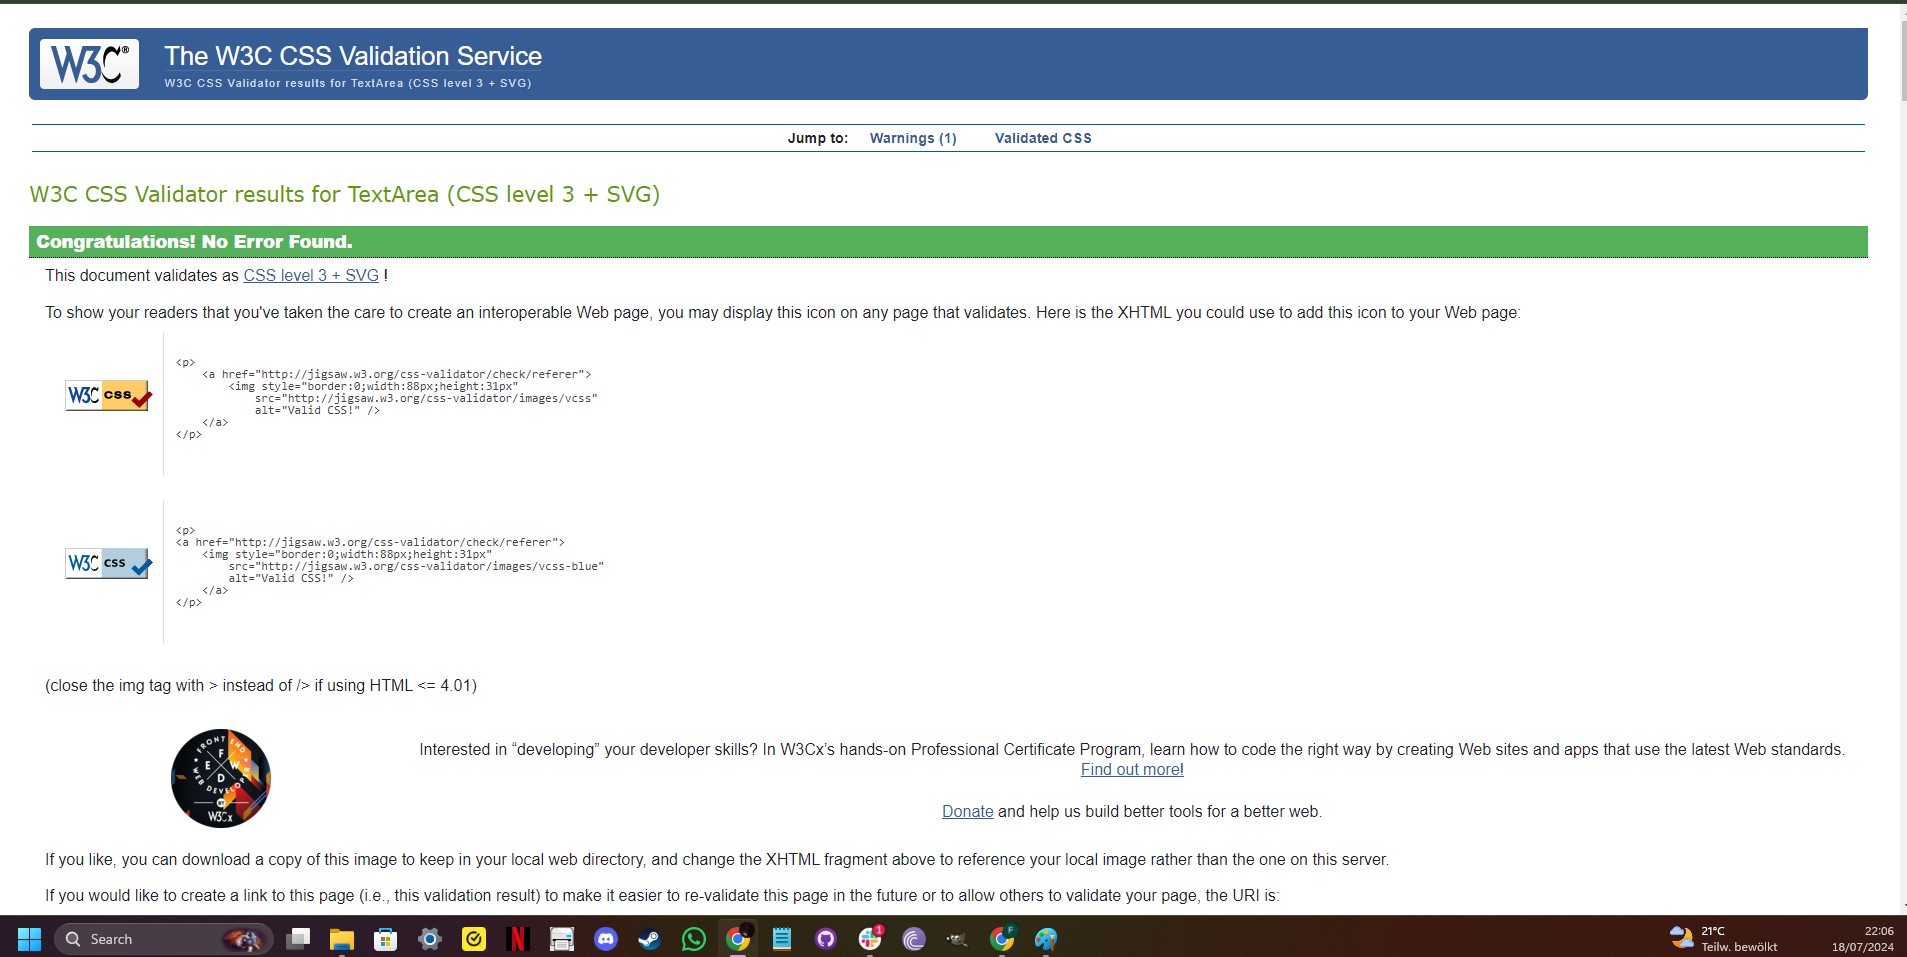 W3C®
The W3C CSS Validation Service
W3C CSS Validator results for TextArea (CSS level 3 + SVG)
Jump to: Warnings (1) Validated CSS
W3C CSS Validator results for TextArea (CSS level 3 + SVG)
Congratulations! No Error Found.
This document validates as CSS level 3 + SVG !
To show your readers that you've taken the care to create an interoperable Web page, you may display this icon on any page that validates. Here is the XHTML you could use to add this icon to your Web page:
W3C css
<p>
<a href="http://jigsaw.w3.org/css-validator/check/referer">
<img style="border:0;width:88px;height:31px"
src="http://jigsaw.w3.org/css-validator/images/vcss"
alt="Valid CSS!" />
</a>
</p>
W3C css
<p>
<a href="http://jigsaw.w3.org/css-validator/check/referer">
<img style="border:0;width:88px;height:31px"
src="http://jigsaw.w3.org/css-validator/images/vcss-blue"
alt="Valid CSS!" />
</a>
</p>
(close the img tag with > instead of /> if using HTML <= 4.01)
FRONT END
F
E W
D
WEB DEVELOPER
BY
W3Cx
Interested in “developing” your developer skills? In W3Cx’s hands-on Professional Certificate Program, learn how to code the right way by creating Web sites and apps that use the latest Web standards.
Find out more!
Donate and help us build better tools for a better web.
If you like, you can download a copy of this image to keep in your local web directory, and change the XHTML fragment above to reference your local image rather than the one on this server.
If you would like to create a link to this page (i.e., this validation result) to make it easier to re-validate this page in the future or to allow others to validate your page, the URI is:
Search
N
1
F
21°C
Teilw. bewölkt
22:06
18/07/2024